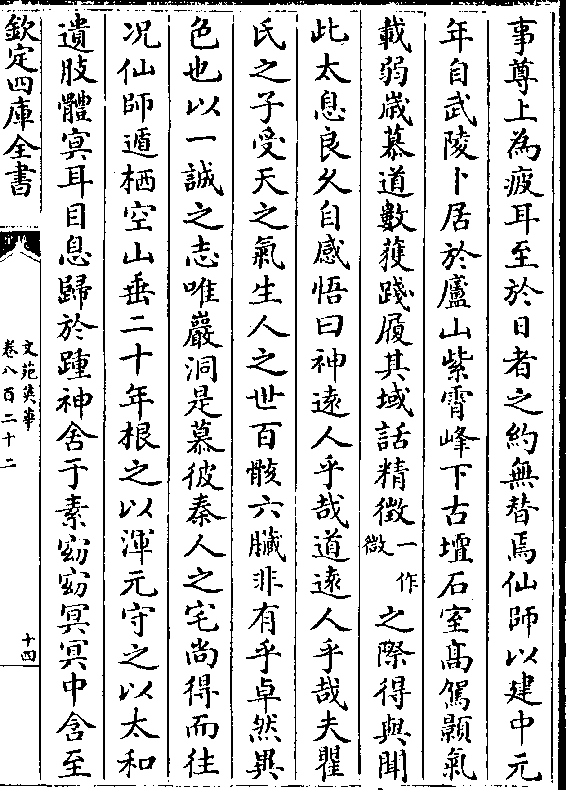 事尊上為疲耳至於日者之約無替焉仙師以建中元
年自武陵卜居於廬山紫霄峰下古壇石室高駕顥氣
載弱嵗慕道數獲踐履其域話精徴一作微之際得與聞
此太息良久自感悟曰神遠人乎哉道遠人乎哉夫瞿
氏之子受天之氣生人之世百骸六臟非有乎卓然異
色也以一誠之志唯巖洞是慕彼秦人之宅尚得而往
况仙師遁栖空山垂二十年根之以渾元守之以太和
遺肢體㝠耳目息歸於踵神舍于素窈窈冥冥中含至
欽定四庫全書
文苑英華
卷八百二十二
十四